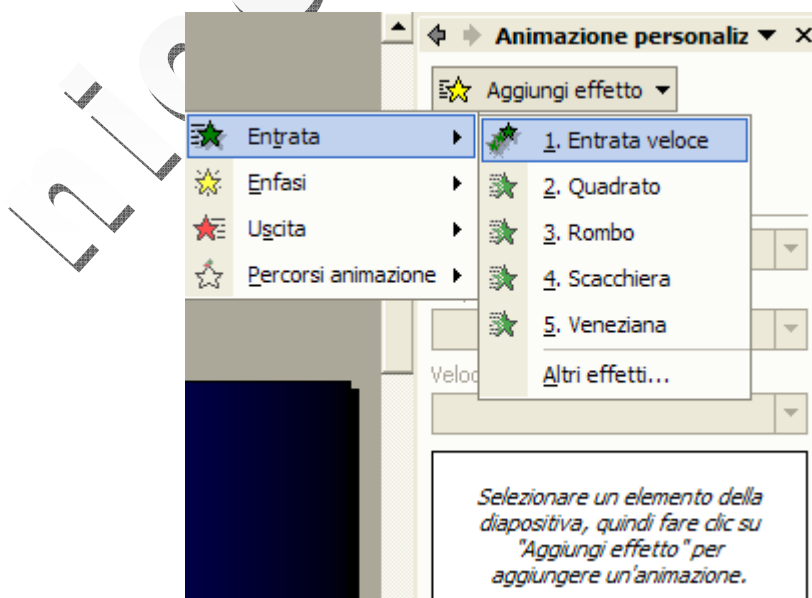 Animazione personaliz
Aggiungi effetto
Entrata
Enfasi
Uscita
Percorsi animazione
1. Entrata veloce
2. Quadrato
3. Rombo
4. Scacchiera
5. Veneziana
Altri effetti...
Veloc
Selezionare un elemento della
diapositiva, quindi fare clic su
"Aggiungi effetto" per
aggiungere un'animazione.